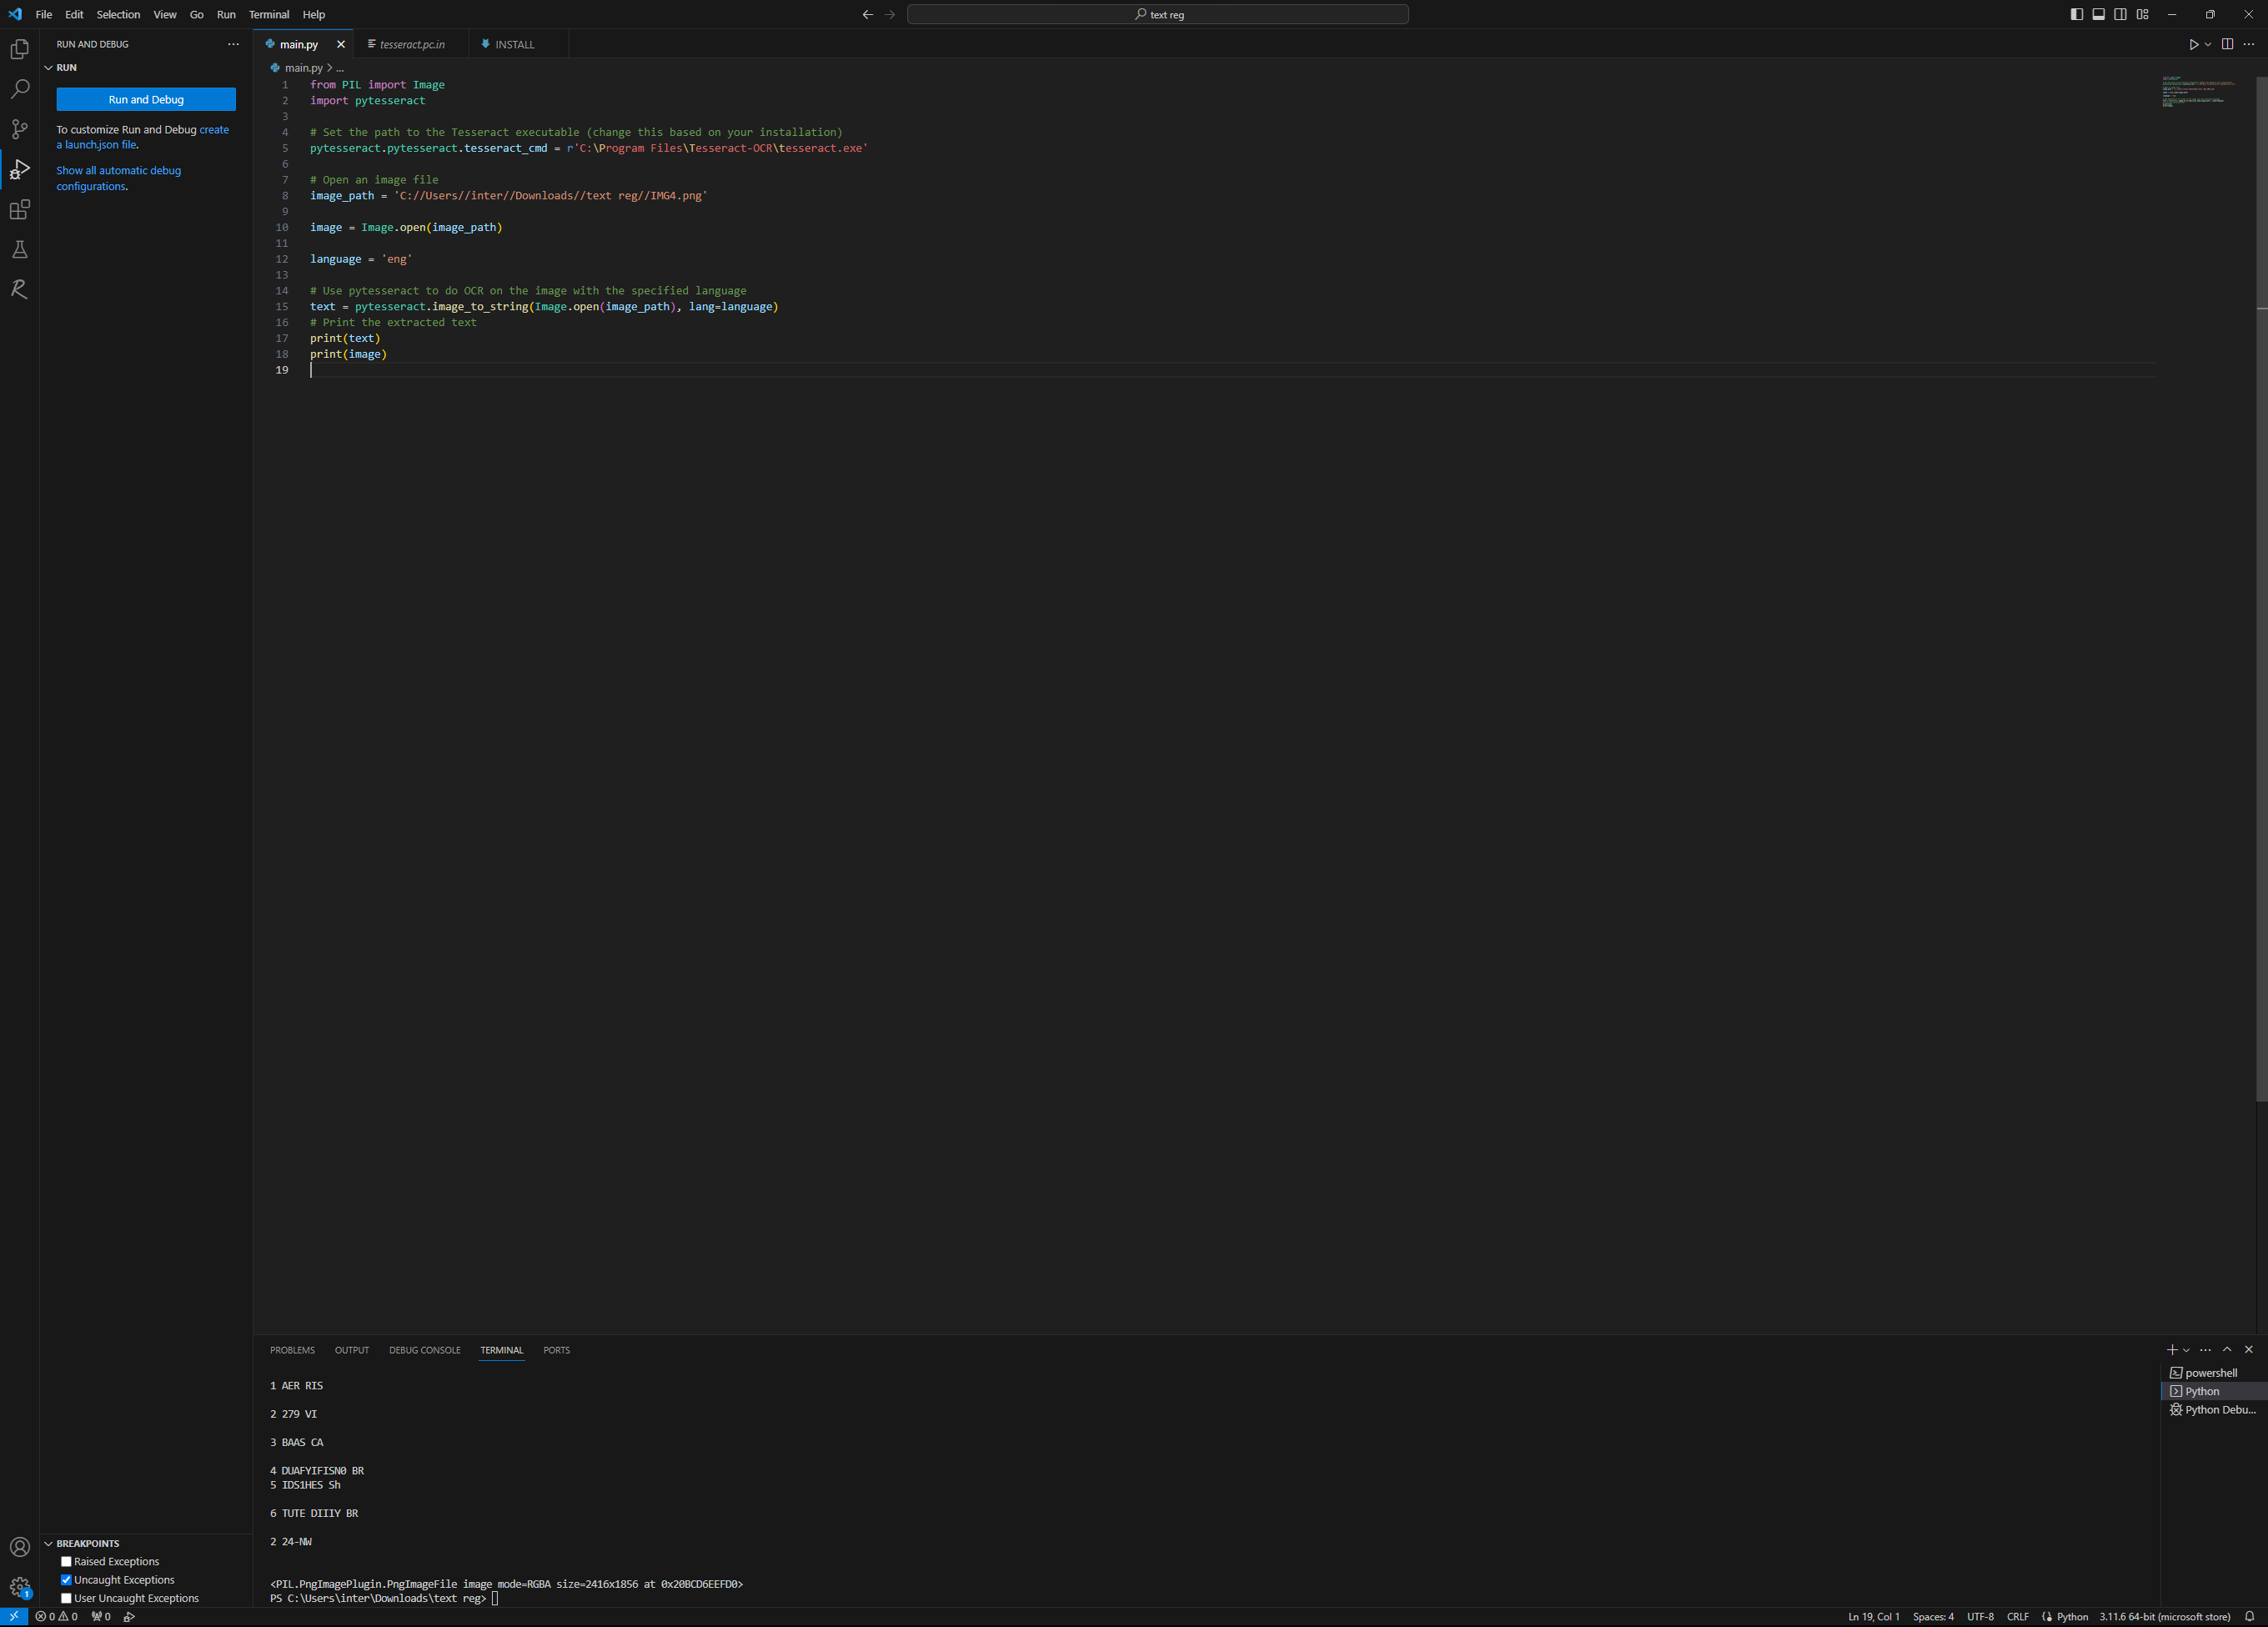 File Edit Selection View Go Run Terminal Help
text reg
RUN AND DEBUG
RUN
Run and Debug
To customize Run and Debug create
a launch.json file.
Show all automatic debug
configurations.
main.py
tesseract.pc.in
INSTALL
main.py > ...
1 from PIL import Image
2 import pytesseract
3
4 # Set the path to the Tesseract executable (change this based on your installation)
5 pytesseract.pytesseract.tesseract_cmd = r'C:\Program Files\Tesseract-OCR\tesseract.exe'
6
7 # Open an image file
8 image_path = 'C://Users//inter//Downloads//text reg//IMG4.png'
9
10 image = Image.open(image_path)
11
12 language = 'eng'
13
14 # Use pytesseract to do OCR on the image with the specified language
15 text = pytesseract.image_to_string(Image.open(image_path), lang=language)
16 # Print the extracted text
17 print(text)
18 print(image)
19
PROBLEMS OUTPUT DEBUG CONSOLE TERMINAL PORTS
1 AER RIS
2 279 VI
3 BAAS CA
4 DUAFYIFISN0 BR
5 IDS1HES Sh
6 TUTE DIIIY BR
2 24-NW
<PIL.PngImagePlugin.PngImageFile image mode=RGBA size=2416x1856 at 0x20BCD6EEFD0>
PS C:\Users\inter\Downloads\text reg>
powershell
Python
Python Debu...
BREAKPOINTS
Raised Exceptions
Uncaught Exceptions
User Uncaught Exceptions
1
0 0 0
Ln 19, Col 1 Spaces: 4 UTF-8 CRLF Python 3.11.6 64-bit (microsoft store)